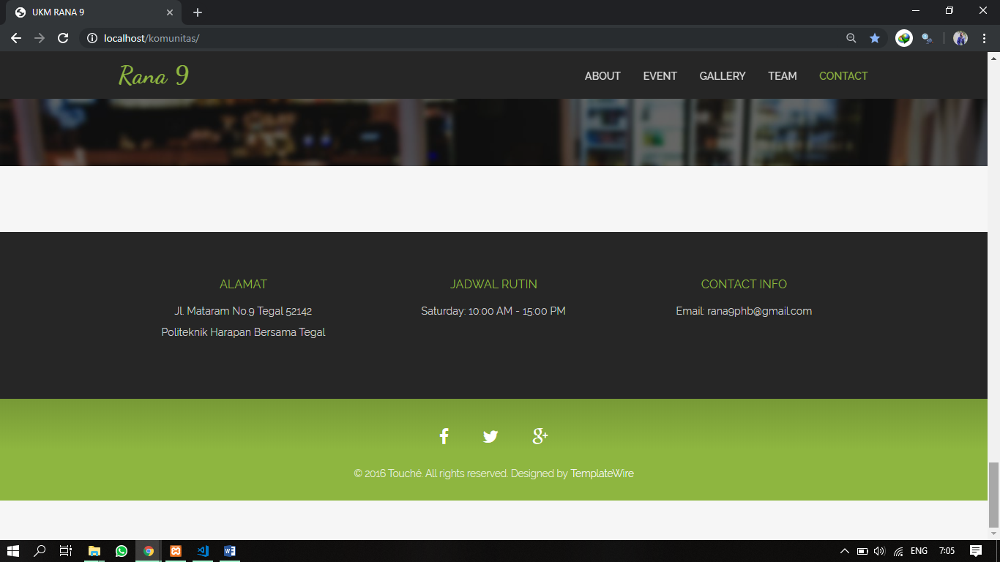 UKM RANA 9
localhost/komunitas/
Rana 9
ABOUT EVENT GALLERY TEAM CONTACT
ALAMAT
Jl. Mataram No.9 Tegal 52142
Politeknik Harapan Bersama Tegal
JADWAL RUTIN
Saturday: 10:00 AM - 15:00 PM
CONTACT INFO
Email: rana9phb@gmail.com
© 2016 Touché. All rights reserved. Designed by TemplateWire
ENG 7:05